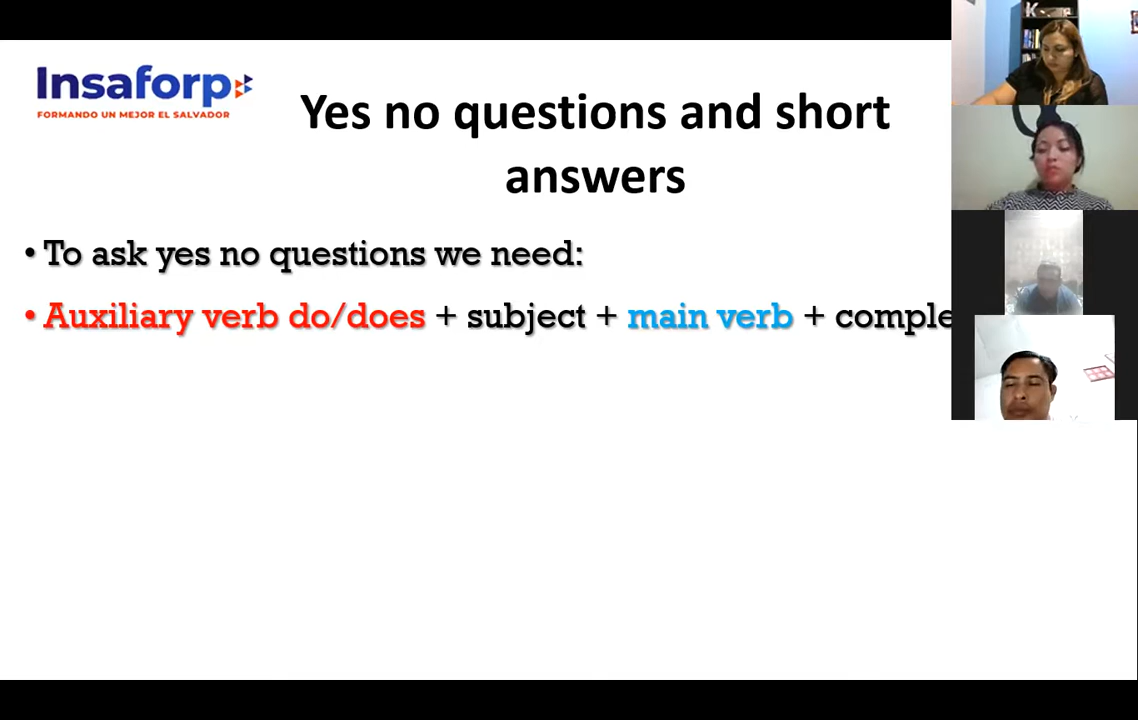 Insaforp
FORMANDO UN MEJOR EL SALVADOR
Yes no questions and short
answers
• To ask yes no questions we need:
• Auxiliary verb do/does + subject + main verb + comple